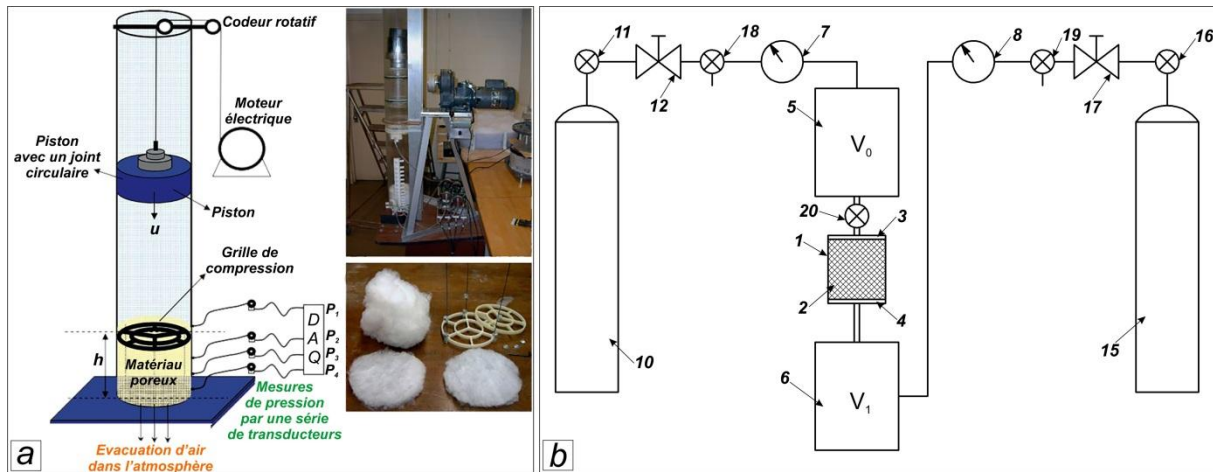 Codeur rotatif
Moteur
électrique
Piston
avec un joint
circulaire
Piston
u
Grille de
compression
P1
D
P2
A
P3
Q
P4
h
Matériau
poreux
Mesures
de pression
par une série
de transducteurs
Evacuation d'air
dans l'atmosphère
a
11
18
7
8
19
16
12
17
5
V0
20
3
1
2
4
10
15
6
V1
b